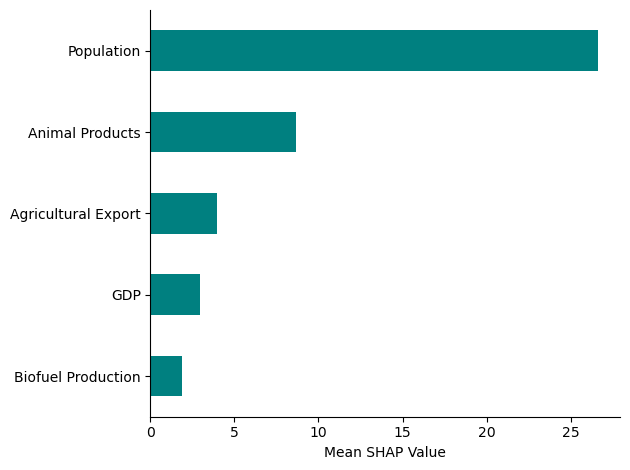 Population
Animal Products
Agricultural Export
GDP
Biofuel Production
0 5 10 15 20 25
Mean SHAP Value